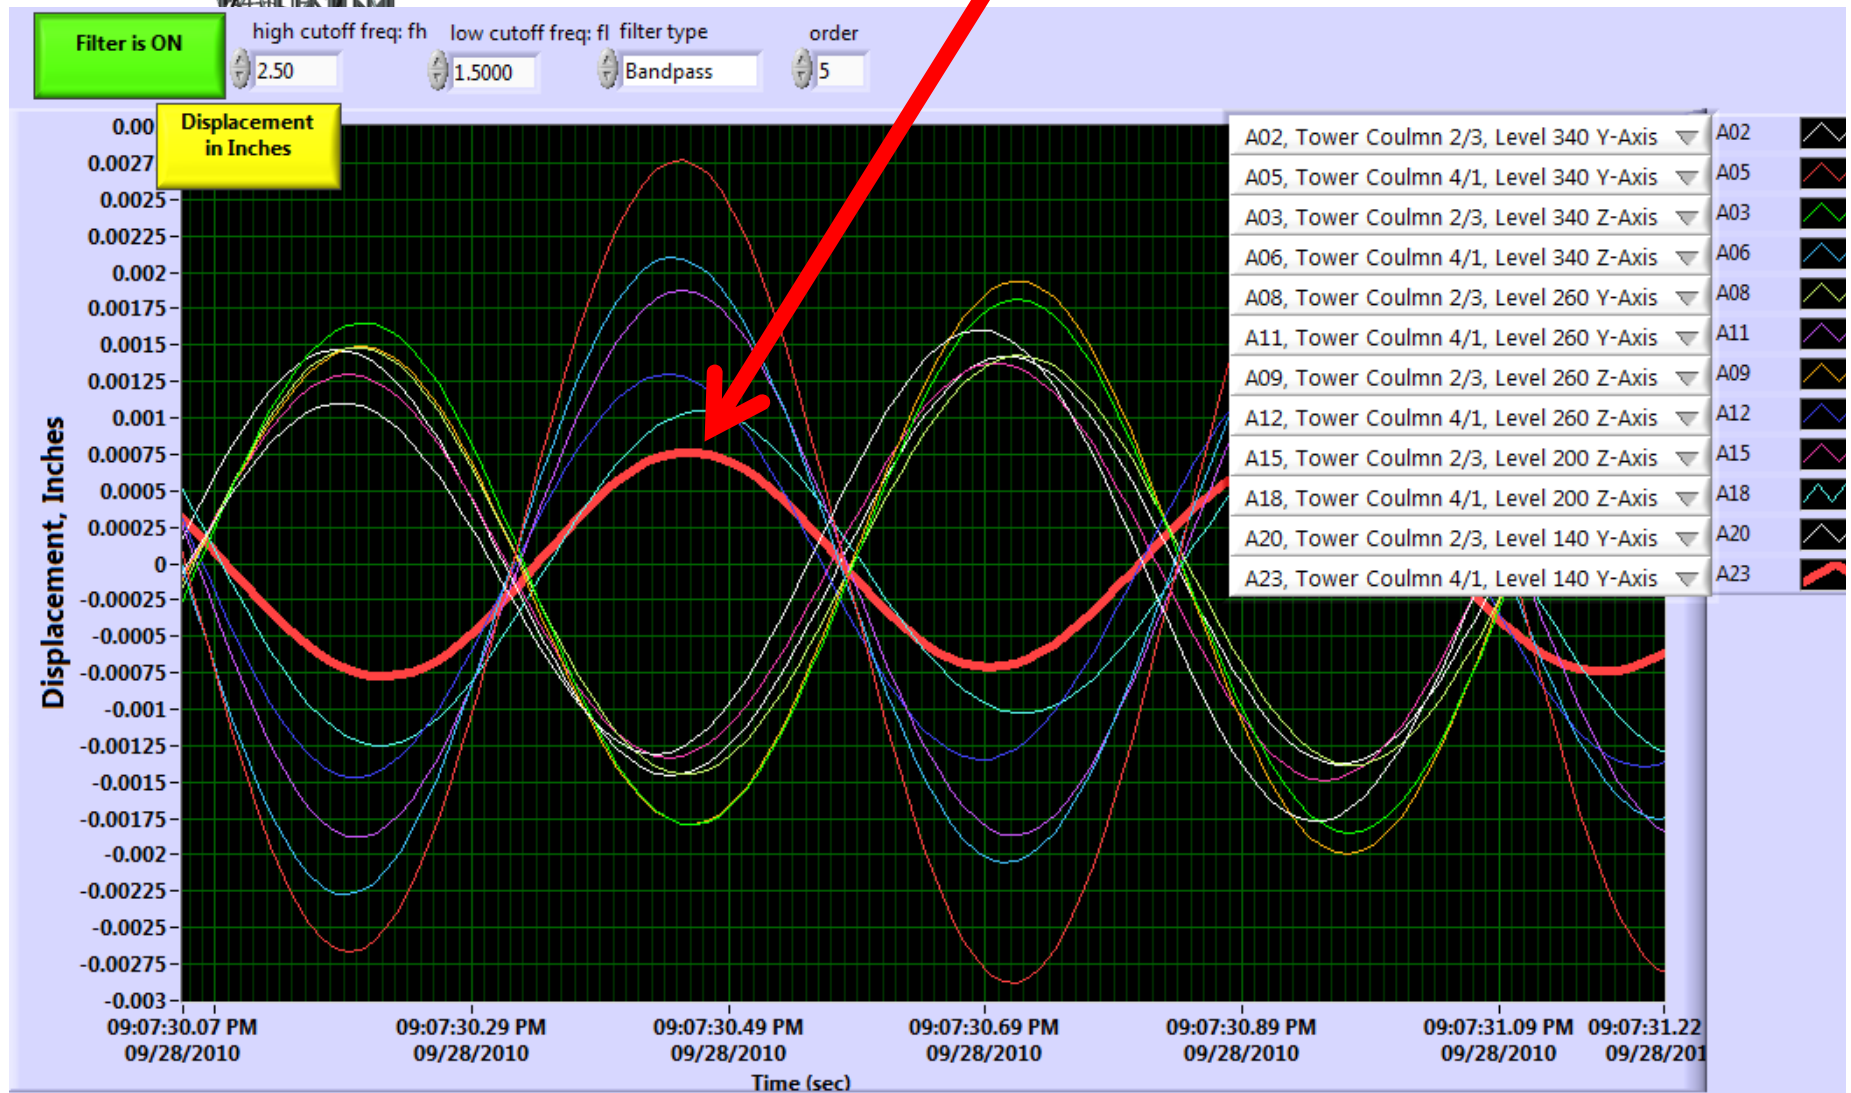 Filter is ON
high cutoff freq: fh
low cutoff freq: fl
filter type
order
2.50
1.5000
Bandpass
5
Displacement
in Inches
0.00
0.0027
0.0025
0.00225
0.002
0.00175
0.0015
0.00125
0.001
0.00075
0.0005
0.00025
0
-0.00025
-0.0005
-0.00075
-0.001
-0.00125
-0.0015
-0.00175
-0.002
-0.00225
-0.0025
-0.00275
-0.003
Displacement, Inches
A02, Tower Coulmn 2/3, Level 340 Y-Axis A02
A05, Tower Coulmn 4/1, Level 340 Y-Axis A05
A03, Tower Coulmn 2/3, Level 340 Z-Axis A03
A06, Tower Coulmn 4/1, Level 340 Z-Axis A06
A08, Tower Coulmn 2/3, Level 260 Y-Axis A08
A11, Tower Coulmn 4/1, Level 260 Y-Axis A11
A09, Tower Coulmn 2/3, Level 260 Z-Axis A09
A12, Tower Coulmn 4/1, Level 260 Z-Axis A12
A15, Tower Coulmn 2/3, Level 200 Z-Axis A15
A18, Tower Coulmn 4/1, Level 200 Z-Axis A18
A20, Tower Coulmn 2/3, Level 140 Y-Axis A20
A23, Tower Coulmn 4/1, Level 140 Y-Axis A23
09:07:30.07 PM 09:07:30.29 PM 09:07:30.49 PM 09:07:30.69 PM 09:07:30.89 PM 09:07:31.09 PM 09:07:31.22
09/28/2010 09/28/2010 09/28/2010 09/28/2010 09/28/2010 09/28/2010 09/28/201
Time (sec)